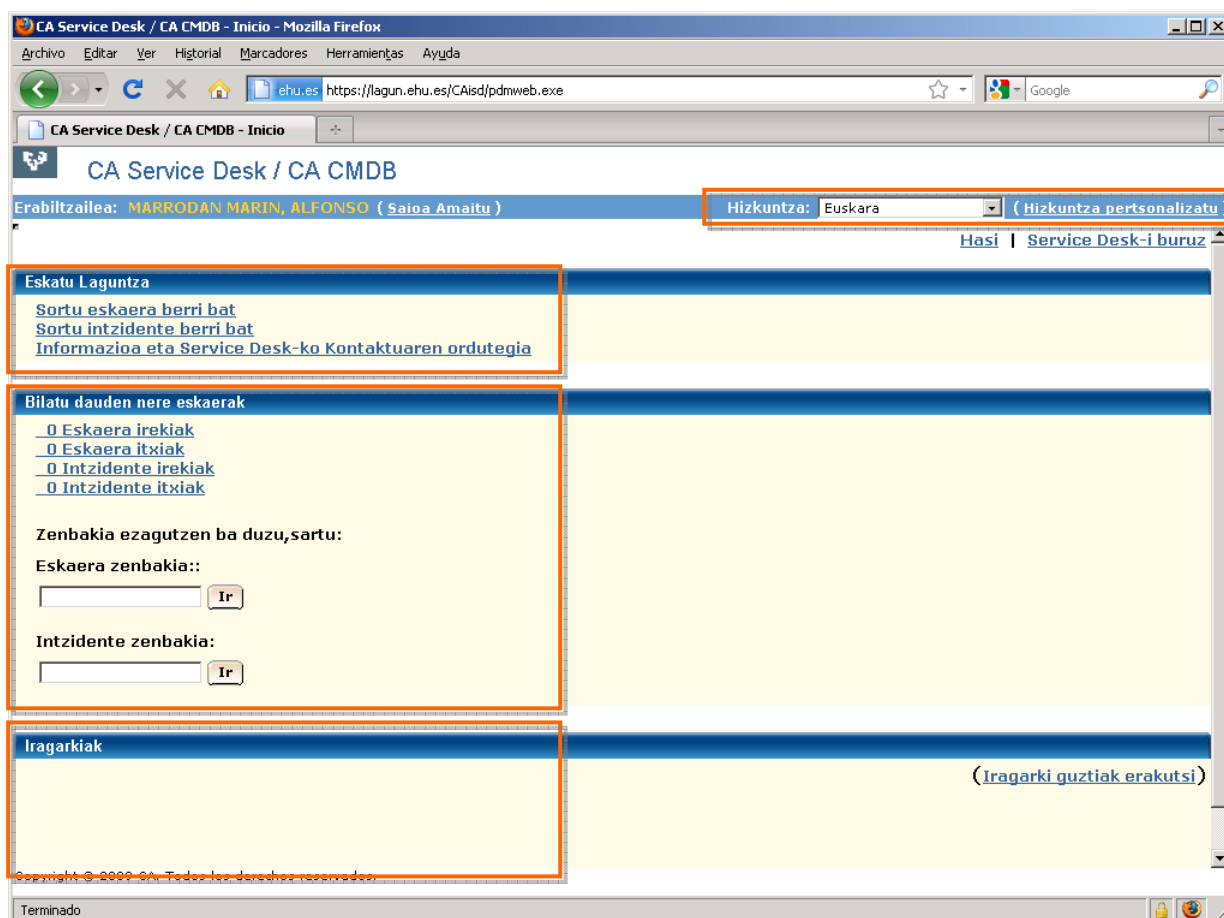 CA Service Desk / CA CMDB - Inicio - Mozilla Firefox
Archivo Editar Ver Historial Marcadores Herramientas Ayuda
ehu.es https://lagun.ehu.es/CAisd/pdmweb.exe Google
CA Service Desk / CA CMDB - Inicio
CA Service Desk / CA CMDB
Erabiltzailea: MARRODAN MARIN, ALFONSO ( Saioa Amaitu ) Hizkuntza: Euskara ( Hizkuntza pertsonalizatu )
Hasi | Service Desk-i buruz
Eskatu Laguntza
Sortu eskaera berri bat
Sortu intzidente berri bat
Informazioa eta Service Desk-ko Kontaktuaren ordutegia
Bilatu dauden nere eskaerak
0 Eskaera irekiak
0 Eskaera itxiak
0 Intzidente irekiak
0 Intzidente itxiak
Zenbakia ezagutzen ba duzu,sartu:
Eskaera zenbakia::
Ir
Intzidente zenbakia:
Ir
Iragarkiak
(Iragarki guztiak erakutsi)
Copyright © 2009 CA. Todos los derechos reservados.
Terminado